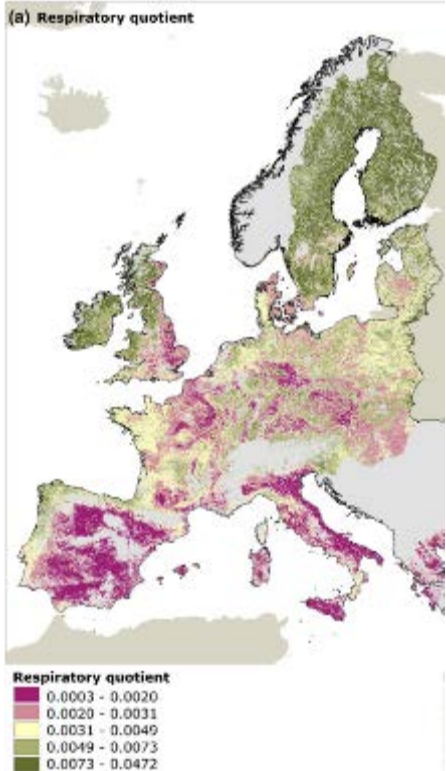 (a) Respiratory quotient
Respiratory quotient
0.0003 - 0.0020
0.0020 - 0.0031
0.0031 - 0.0049
0.0049 - 0.0073
0.0073 - 0.0472